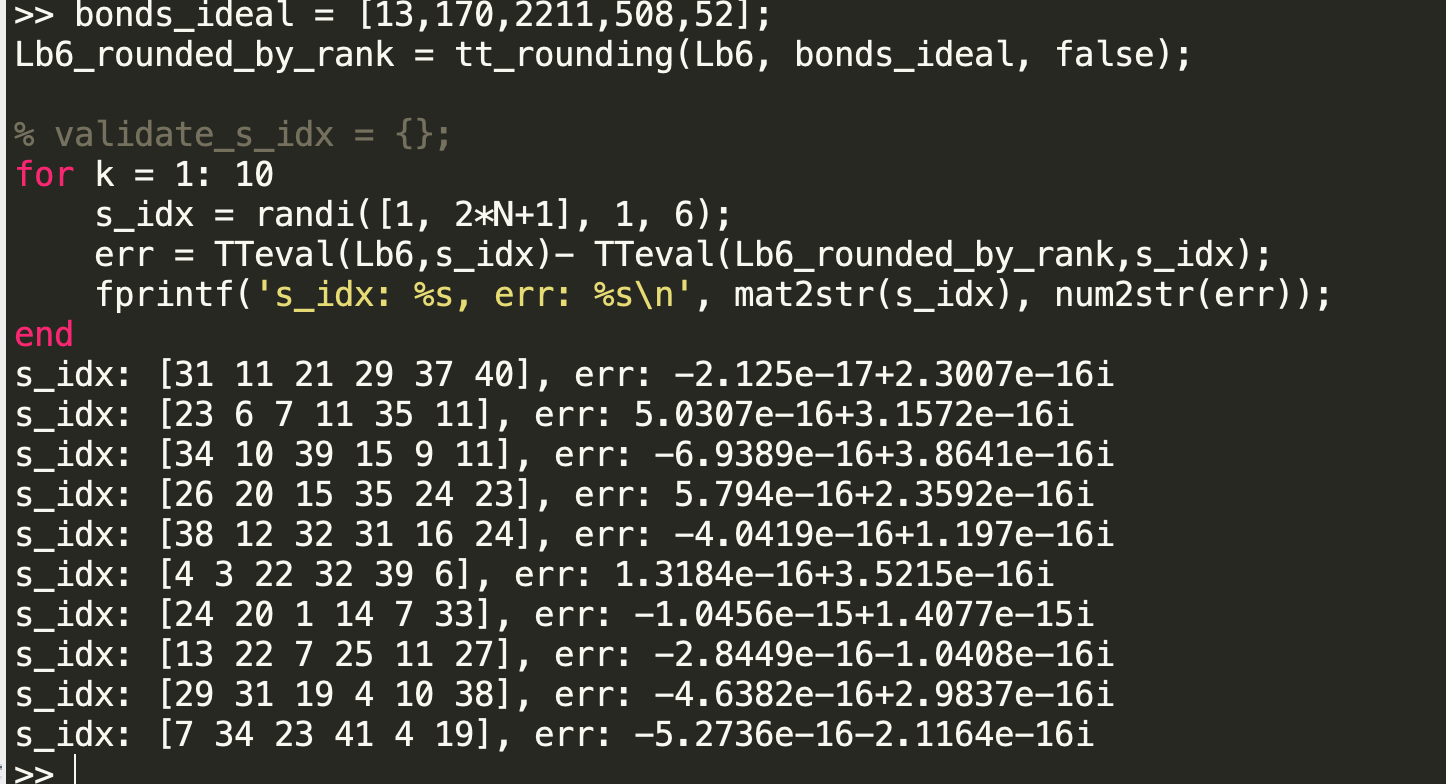 >> bonds_ideal = [13,170,2211,508,52];
Lb6_rounded_by_rank = tt_rounding(Lb6, bonds_ideal, false);
% validate_s_idx = {};
for k = 1: 10
    s_idx = randi([1, 2*N+1], 1, 6);
    err = TTeval(Lb6,s_idx)- TTeval(Lb6_rounded_by_rank,s_idx);
    fprintf('s_idx: %s, err: %s\n', mat2str(s_idx), num2str(err));
end
s_idx: [31 11 21 29 37 40], err: -2.125e-17+2.3007e-16i
s_idx: [23 6 7 11 35 11], err: 5.0307e-16+3.1572e-16i
s_idx: [34 10 39 15 9 11], err: -6.9389e-16+3.8641e-16i
s_idx: [26 20 15 35 24 23], err: 5.794e-16+2.3592e-16i
s_idx: [38 12 32 31 16 24], err: -4.0419e-16+1.197e-16i
s_idx: [4 3 22 32 39 6], err: 1.3184e-16+3.5215e-16i
s_idx: [24 20 1 14 7 33], err: -1.0456e-15+1.4077e-15i
s_idx: [13 22 7 25 11 27], err: -2.8449e-16-1.0408e-16i
s_idx: [29 31 19 4 10 38], err: -4.6382e-16+2.9837e-16i
s_idx: [7 34 23 41 4 19], err: -5.2736e-16-2.1164e-16i
>>